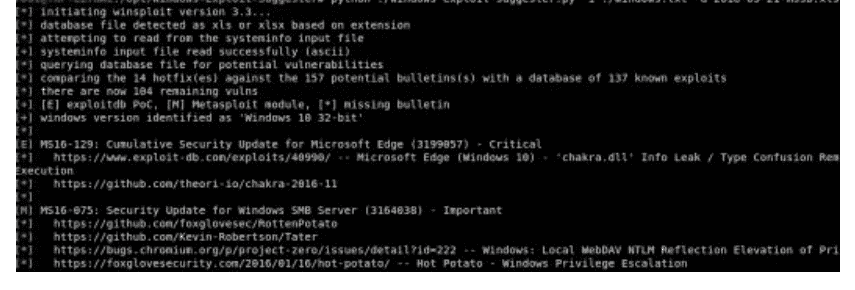 [*] initiating winsploit version 3.3...
[*] database file detected as xls or xlsx based on extension
[*] attempting to read from the systeminfo input file
[+] systeminfo input file read successfully (ascii)
[*] querying database file for potential vulnerabilities
[*] comparing the 14 hotfix(es) against the 157 potential bulletins(s) with a database of 137 known exploits
[*] there are now 104 remaining vulns
[+] [E] exploitdb PoC, [M] Metasploit module, [*] missing bulletin
[+] windows version identified as 'Windows 10 32-bit'
[*]
[E] MS16-129: Cumulative Security Update for Microsoft Edge (3199057) - Critical
[*]   https://www.exploit-db.com/exploits/40990/ -- Microsoft Edge (Windows 10) - 'chakra.dll' Info Leak / Type Confusion Rem
Execution
[*]   https://github.com/theori-io/chakra-2016-11
[*]
[M] MS16-075: Security Update for Windows SMB Server (3164038) - Important
[*]   https://github.com/foxglovesec/RottenPotato
[*]   https://github.com/Kevin-Robertson/Tater
[*]   https://bugs.chromium.org/p/project-zero/issues/detail?id=222 -- Windows: Local WebDAV NTLM Reflection Elevation of Pri
[*]   https://foxglovesecurity.com/2016/01/16/hot-potato/ -- Hot Potato - Windows Privilege Escalation